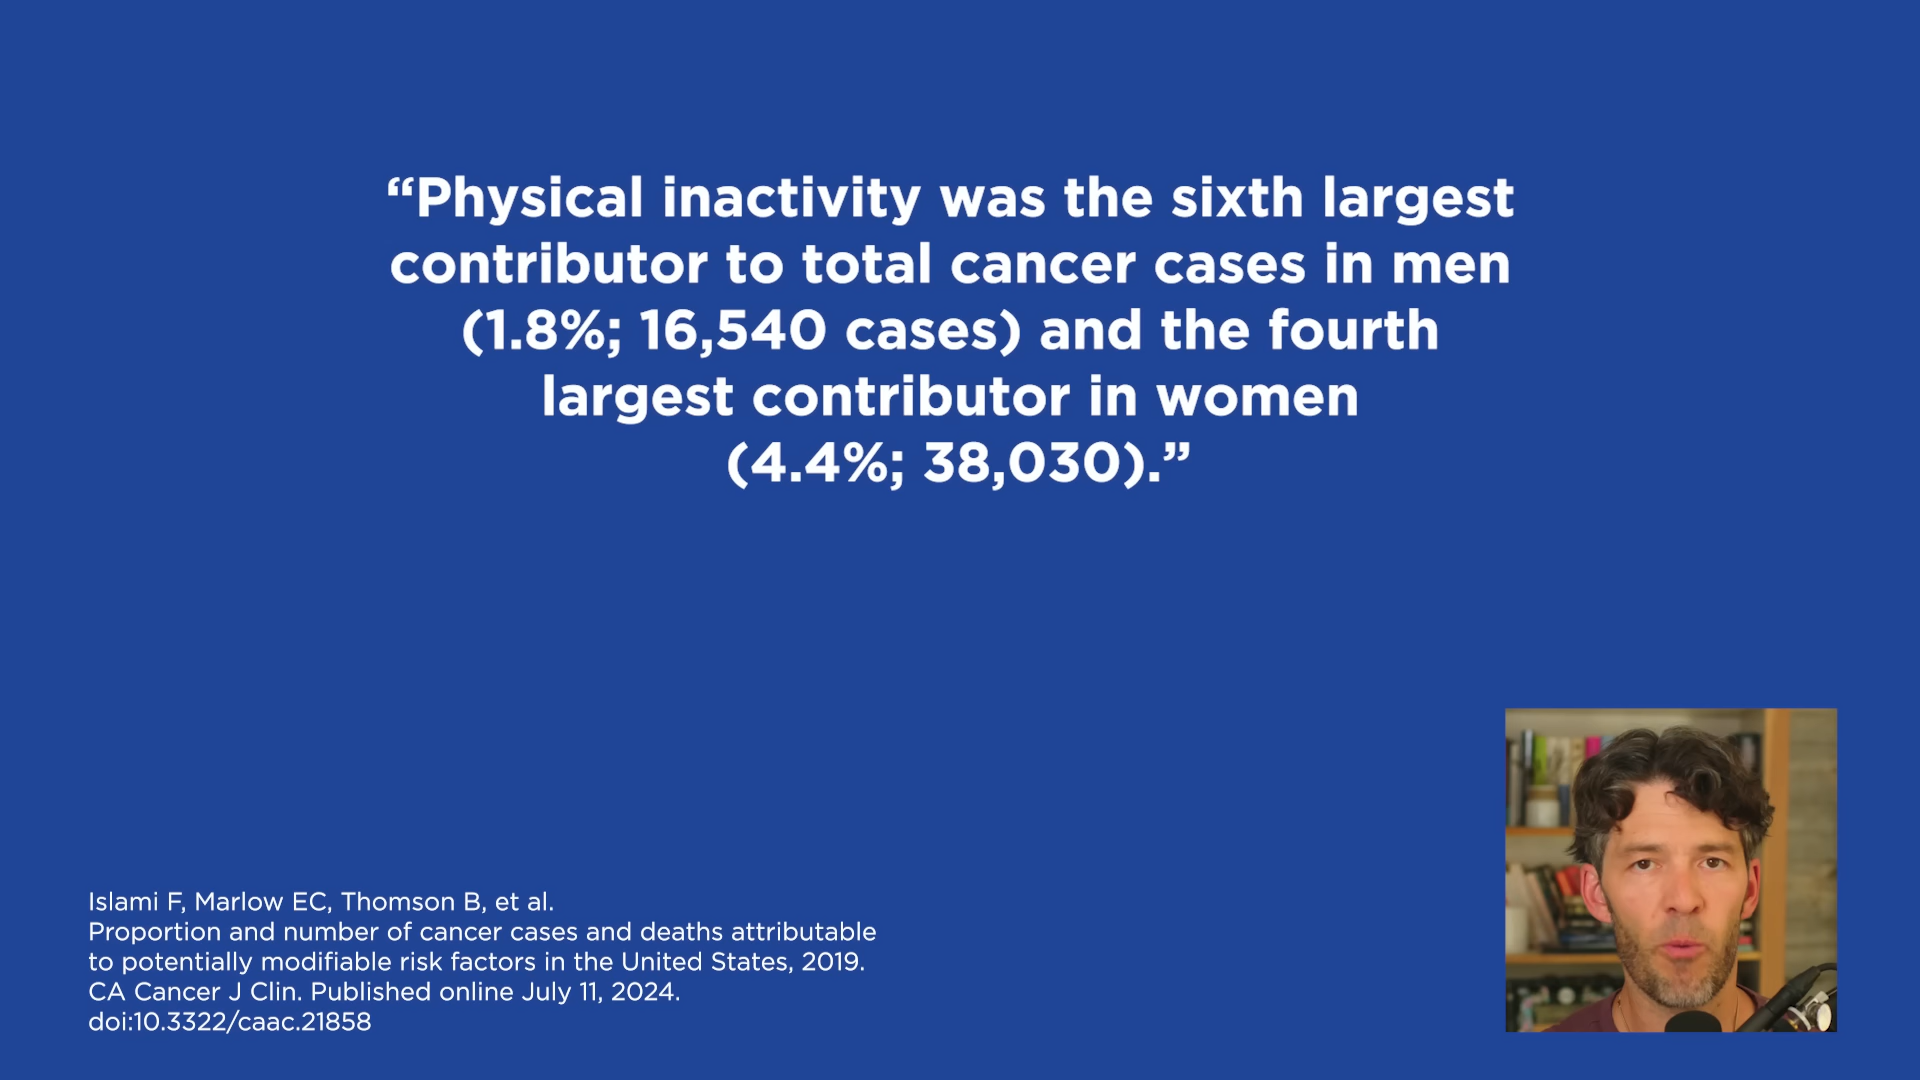 “Physical inactivity was the sixth largest
contributor to total cancer cases in men
(1.8%; 16,540 cases) and the fourth
largest contributor in women
(4.4%; 38,030).”
Islami F, Marlow EC, Thomson B, et al.
Proportion and number of cancer cases and deaths attributable
to potentially modifiable risk factors in the United States, 2019.
CA Cancer J Clin. Published online July 11, 2024.
doi:10.3322/caac.21858